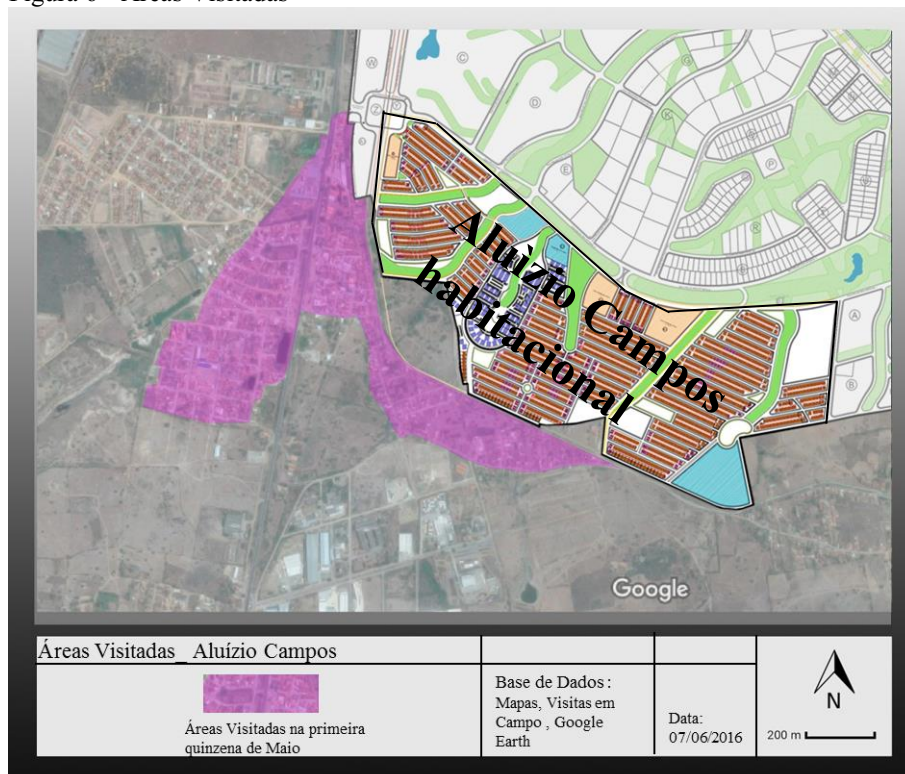 Figura 6 - Áreas Visitadas
W
C
D
E
P
A
B
Aluízio Campos
habitacional
Google
Áreas Visitadas_ Aluízio Campos
Áreas Visitadas na primeira
quinzena de Maio
Base de Dados :
Mapas, Visitas em
Campo , Google
Earth
Data:
07/06/2016
N
200 m